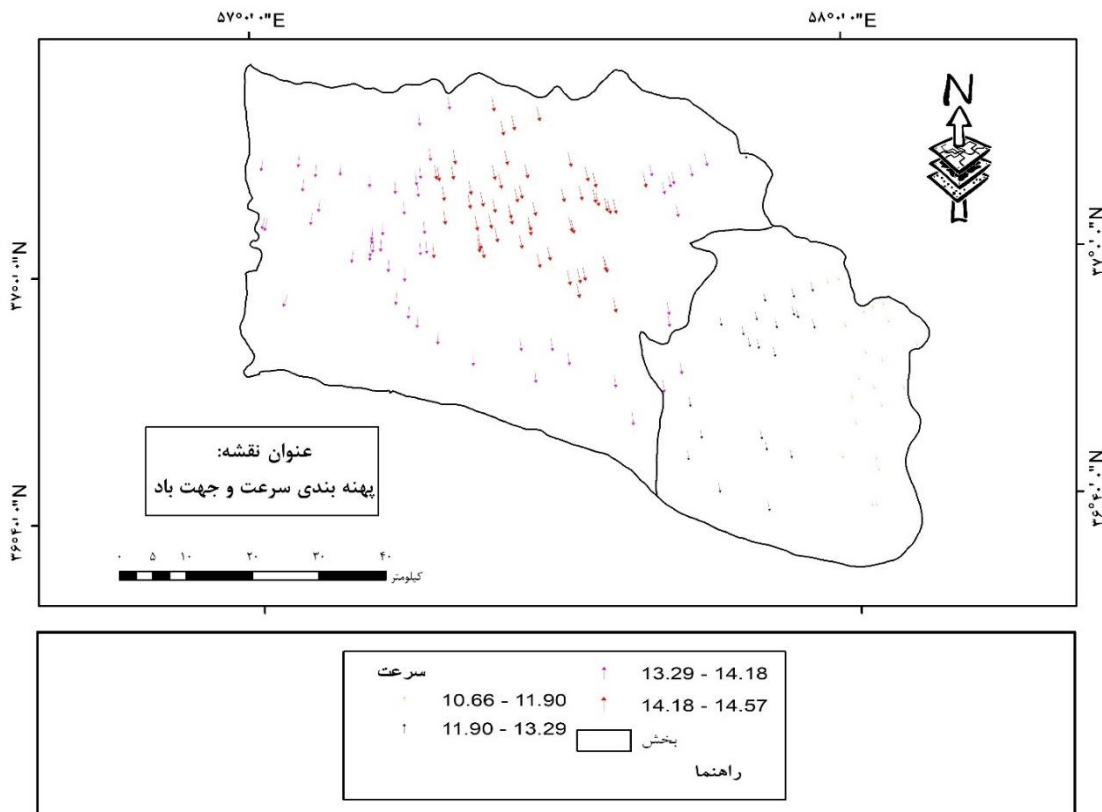 ۵۷°۰'۰"E
۵۸°۰'۰"E
N
۳۷°۰'۰"N
۳۷°۰'۰"N
عنوان نقشه:
پهنه بندی سرعت و جهت باد
۳۶°۴۰'۰"N
۳۶°۴۰'۰"N
۰ ۵ ۱۰ ۲۰ ۳۰ ۴۰
کیلومتر
سرعت
10.66 - 11.90
11.90 - 13.29
13.29 - 14.18
14.18 - 14.57
بخش
راهنما